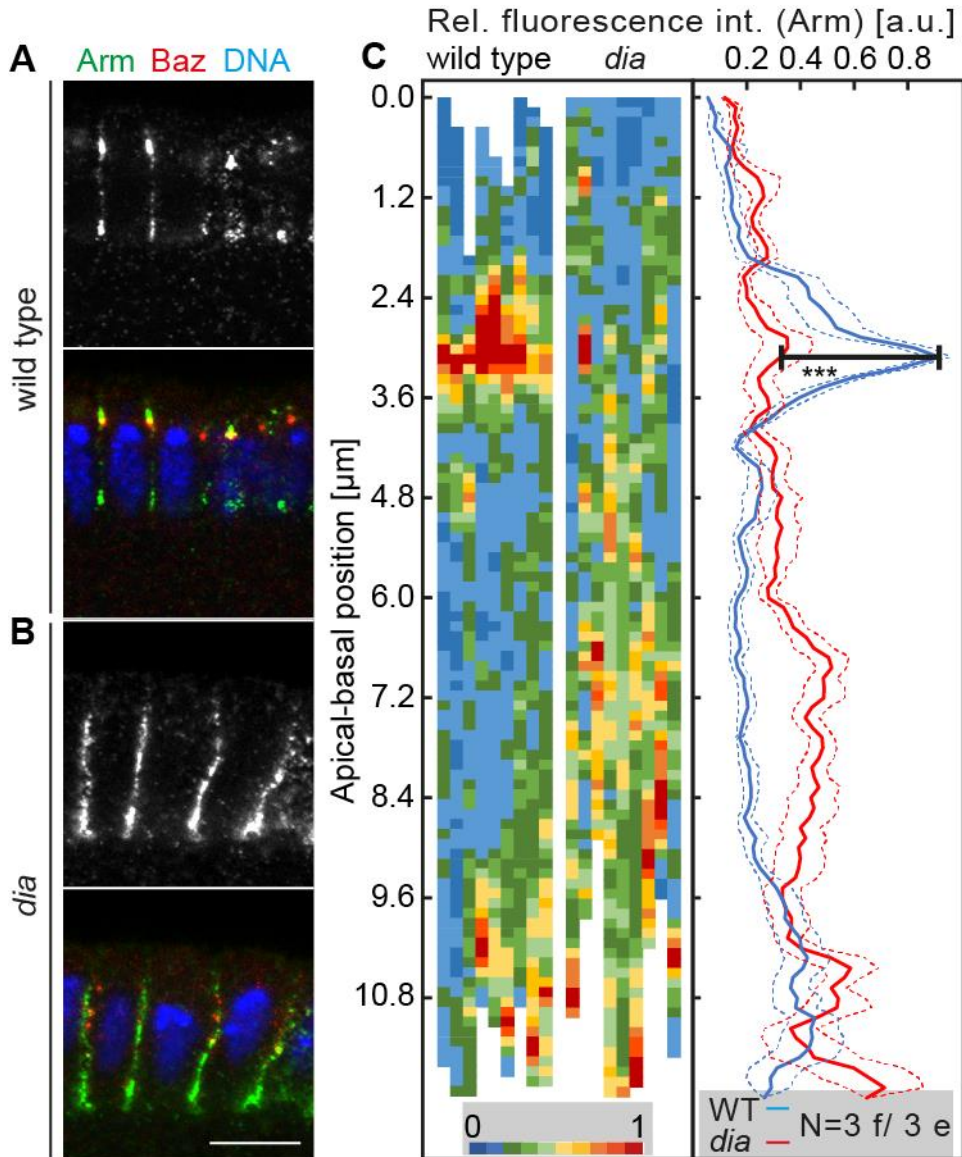 Rel. fluorescence int. (Arm) [a.u.]
A
Arm Baz DNA
C
wild type dia
0.2 0.4 0.6 0.8
wild type
B
dia
Apical-basal position [µm]
0.0
1.2
2.4
3.6
4.8
6.0
7.2
8.4
9.6
10.8
***
0 1
WT
dia
N=3 f/ 3 e